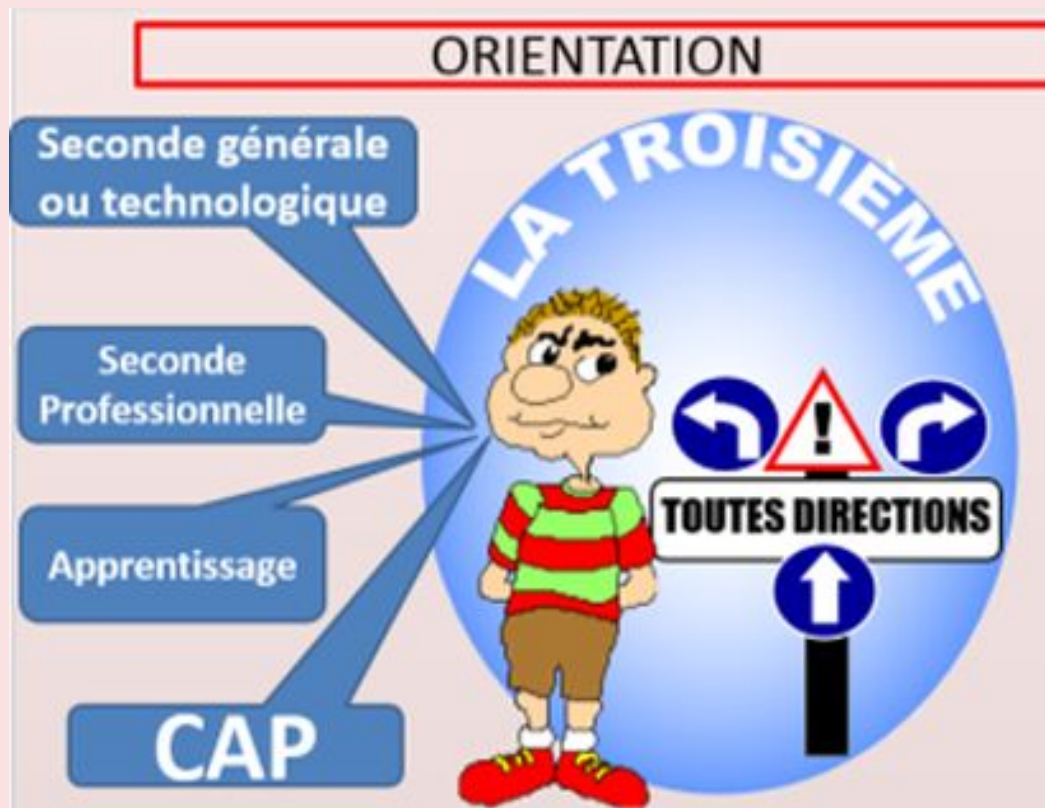 ORIENTATION
Seconde générale
ou technologique
LA TROISIÈME
Seconde
Professionnelle
!
TOUTES DIRECTIONS
Apprentissage
CAP